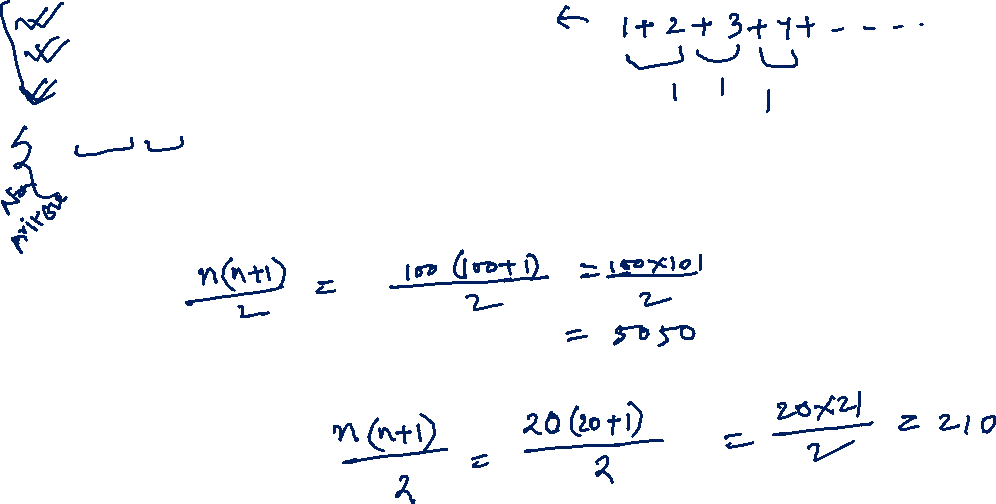 ← 1+2+3+4+ - - - -
1 1 1
n(n+1)/2 = 100(100+1)/2 = 100×101/2
= 5050
n(n+1)/2 = 20(20+1)/2 = 20×21/2 = 210